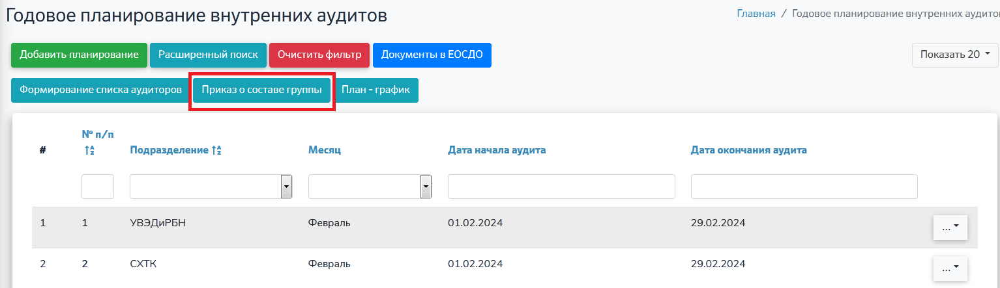 Годовое планирование внутренних аудитов
Главная / Годовое планирование внутренних аудитов
Добавить планирование Расширенный поиск Очистить фильтр Документы в ЕОСДО Показать 20
Формирование списка аудиторов Приказ о составе группы План - график
# № п/п Подразделение Месяц Дата начала аудита Дата окончания аудита
1 1 УВЭДиРБН Февраль 01.02.2024 29.02.2024 ...
2 2 СХТК Февраль 01.02.2024 29.02.2024 ...